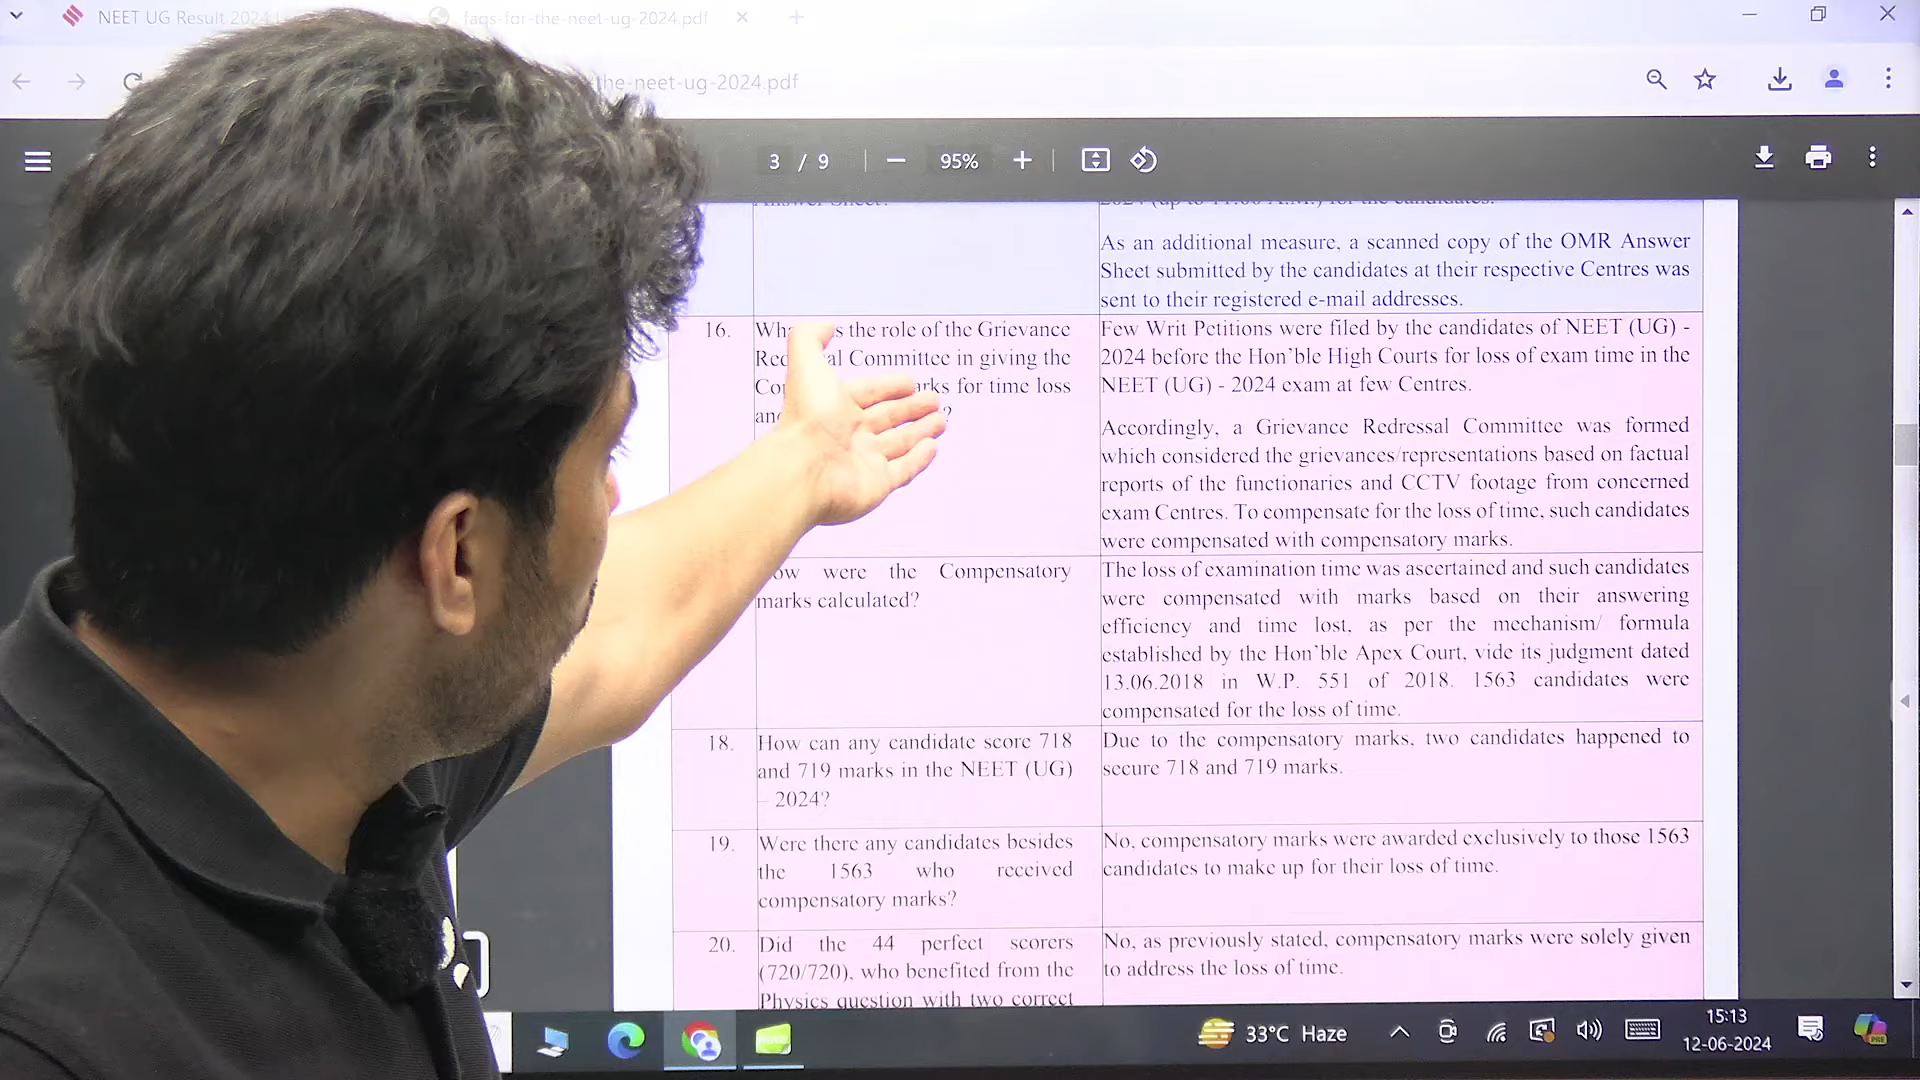 NEET UG Result 2024
faqs-for-the-neet-ug-2024.pdf
the-neet-ug-2024.pdf
3 / 9
95%
As an additional measure, a scanned copy of the OMR Answer
Sheet submitted by the candidates at their respective Centres was
sent to their registered e-mail addresses.
16.
s the role of the Grievance
Committee in giving the
for time loss
Few Writ Petitions were filed by the candidates of NEET (UG) -
2024 before the Hon’ble High Courts for loss of exam time in the
NEET (UG) - 2024 exam at few Centres.
Accordingly, a Grievance Redressal Committee was formed
which considered the grievances/representations based on factual
reports of the functionaries and CCTV footage from concerned
exam Centres. To compensate for the loss of time, such candidates
were compensated with compensatory marks.
ow were the Compensatory
marks calculated?
The loss of examination time was ascertained and such candidates
were compensated with marks based on their answering
efficiency and time lost, as per the mechanism/ formula
established by the Hon’ble Apex Court, vide its judgment dated
13.06.2018 in W.P. 551 of 2018. 1563 candidates were
compensated for the loss of time.
18.
How can any candidate score 718
and 719 marks in the NEET (UG)
– 2024?
Due to the compensatory marks, two candidates happened to
secure 718 and 719 marks.
19.
Were there any candidates besides
the 1563 who received
compensatory marks?
No, compensatory marks were awarded exclusively to those 1563
candidates to make up for their loss of time.
20.
Did the 44 perfect scorers
(720/720), who benefited from the
Physics question with two correct
No, as previously stated, compensatory marks were solely given
to address the loss of time.
33°C Haze
15:13
12-06-2024